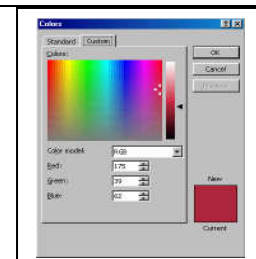 Colors
Standard Custom
Colors:
OK
Cancel
Color model: RGB
Red: 175
Green: 39
Blue: 62
New
Current